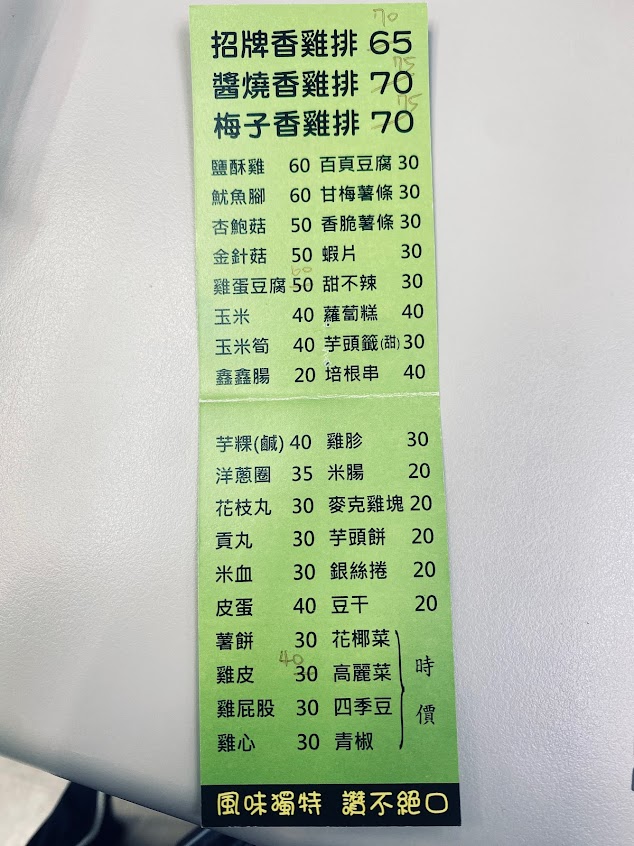 70
招牌香雞排 65
75
醬燒香雞排 70
75
梅子香雞排 70
鹽酥雞 60 百頁豆腐 30
魷魚腳 60 甘梅薯條 30
杏鮑菇 50 香脆薯條 30
金針菇 50 蝦片 30
60
雞蛋豆腐 50 甜不辣 30
玉米 40 蘿蔔糕 40
玉米筍 40 芋頭籤(甜) 30
鑫鑫腸 20 培根串 40
芋粿(鹹) 40 雞胗 30
洋蔥圈 35 米腸 20
花枝丸 30 麥克雞塊 20
貢丸 30 芋頭餅 20
米血 30 銀絲捲 20
皮蛋 40 豆干 20
薯餅 30 花椰菜
40
雞皮 30 高麗菜
雞屁股 30 四季豆
雞心 30 青椒
時價
風味獨特 讚不絕口